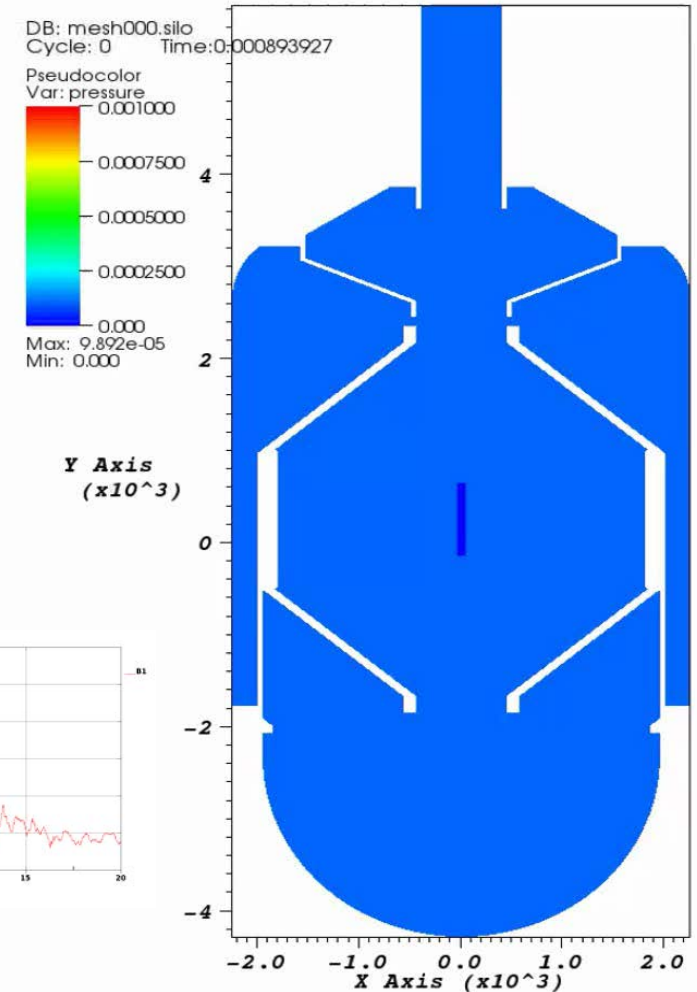 DB: mesh000.silo
Cycle: 0 Time:0.000893927
Pseudocolor
Var: pressure
0.001000
0.0007500
0.0005000
0.0002500
0.000
Max: 9.892e-05
Min: 0.000
Y Axis
(x10^3)
4
2
0
-2
-4
-2.0 -1.0 0.0 1.0 2.0
X Axis (x10^3)
B1
15 20